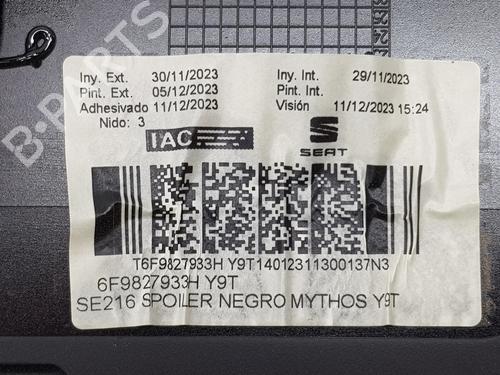 Iny. Ext. 30/11/2023 Iny. Int. 29/11/2023
Pint. Ext. 05/12/2023 Pint. Int.
Adhesivado 11/12/2023 Visión 11/12/2023 15:24
Nido: 3
IAC
SEAT
T6F9827933H Y9T14012311300137N3
6F9827933H Y9T
SE216 SPOILER NEGRO MYTHOS Y9T
B-PARTS